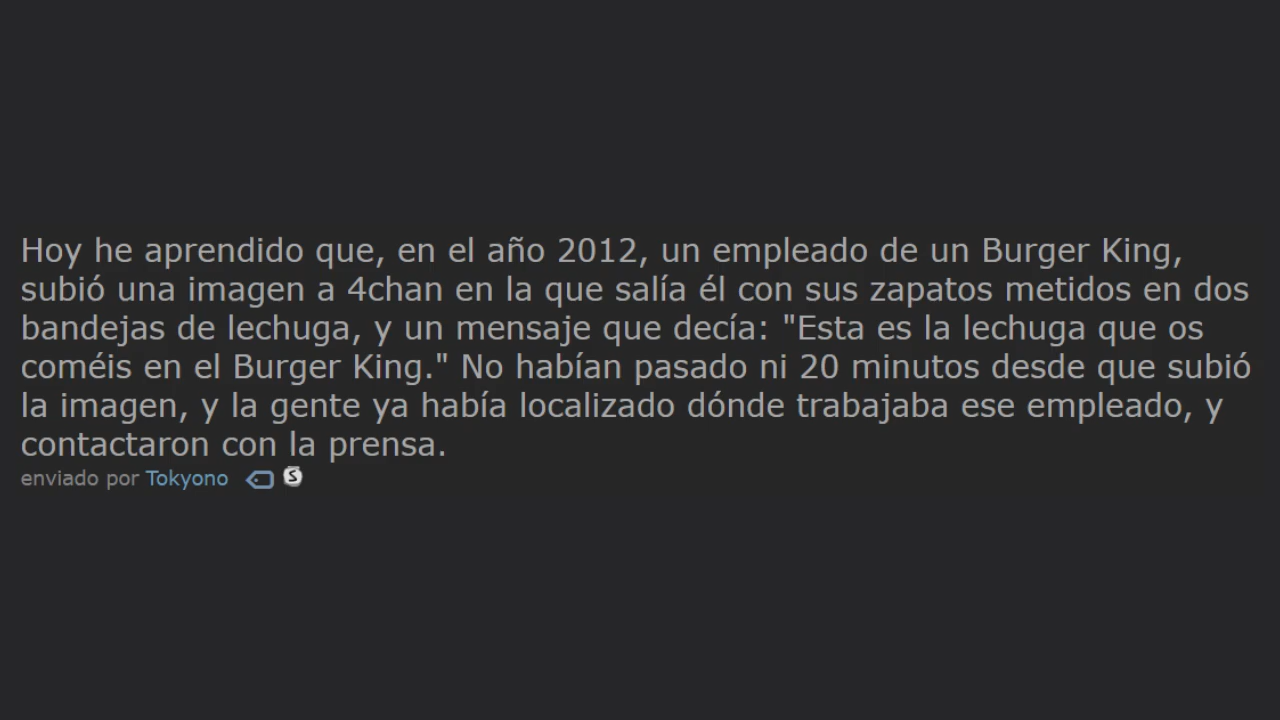 Hoy he aprendido que, en el año 2012, un empleado de un Burger King,
subió una imagen a 4chan en la que salía él con sus zapatos metidos en dos
bandejas de lechuga, y un mensaje que decía: "Esta es la lechuga que os
coméis en el Burger King." No habían pasado ni 20 minutos desde que subió
la imagen, y la gente ya había localizado dónde trabajaba ese empleado, y
contactaron con la prensa.
enviado por Tokyono S